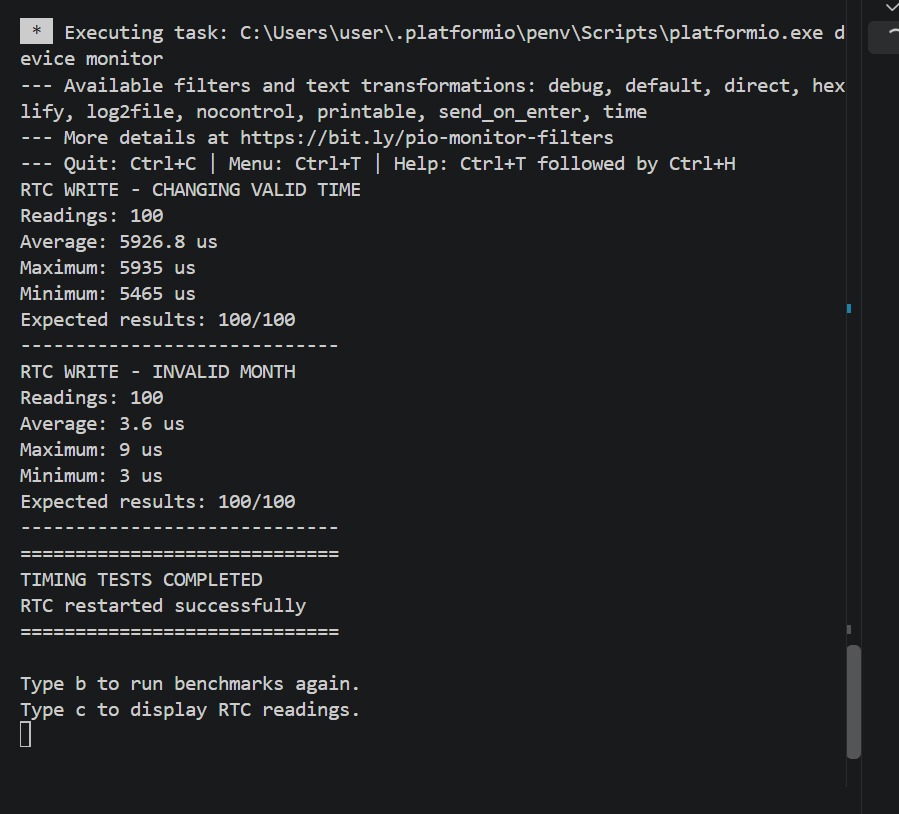 * Executing task: C:\Users\user\.platformio\penv\Scripts\platformio.exe d
evice monitor
--- Available filters and text transformations: debug, default, direct, hex
lify, log2file, nocontrol, printable, send_on_enter, time
--- More details at https://bit.ly/pio-monitor-filters
--- Quit: Ctrl+C | Menu: Ctrl+T | Help: Ctrl+T followed by Ctrl+H
RTC WRITE - CHANGING VALID TIME
Readings: 100
Average: 5926.8 us
Maximum: 5935 us
Minimum: 5465 us
Expected results: 100/100
-----------------------------
RTC WRITE - INVALID MONTH
Readings: 100
Average: 3.6 us
Maximum: 9 us
Minimum: 3 us
Expected results: 100/100
-----------------------------
=============================
TIMING TESTS COMPLETED
RTC restarted successfully
=============================
Type b to run benchmarks again.
Type c to display RTC readings.